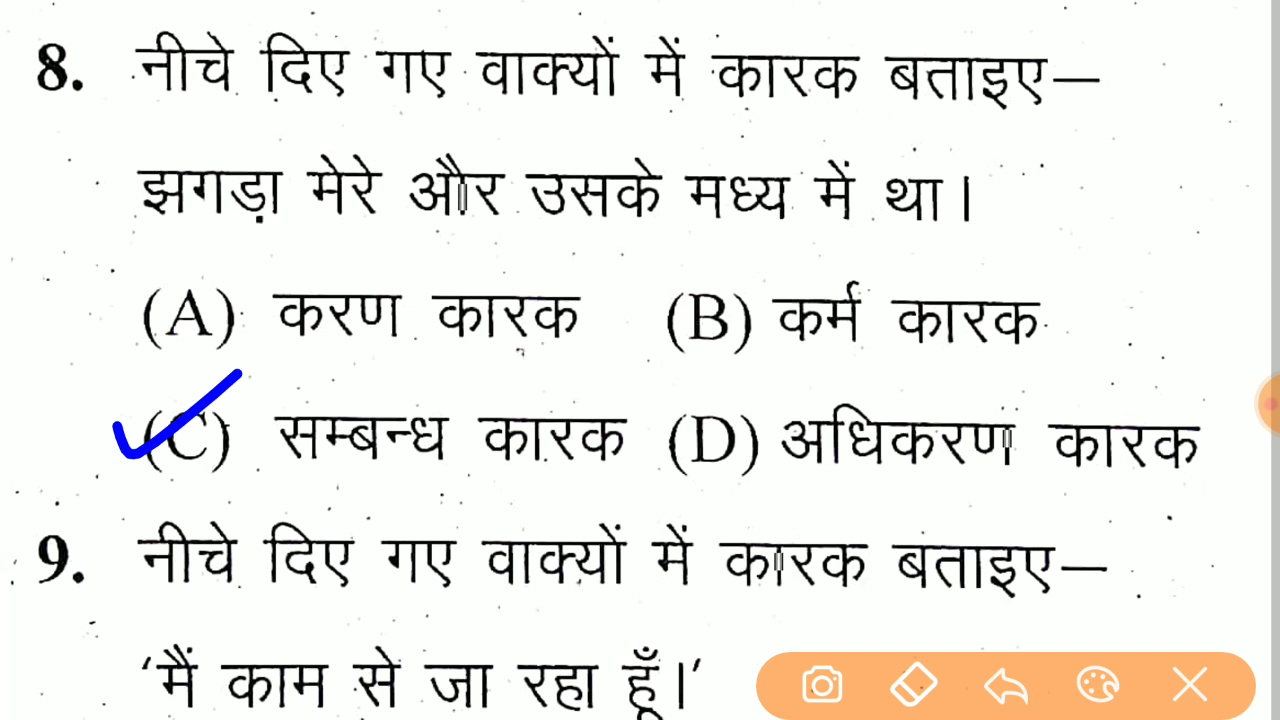 8. नीचे दिए गए वाक्यों में कारक बताइए—
झगड़ा मेरे और उसके मध्य में था।
(A) करण कारक (B) कर्म कारक
(C) सम्बन्ध कारक (D) अधिकरण कारक
9. नीचे दिए गए वाक्यों में कारक बताइए—
‘मैं काम से जा रहा हूँ।’